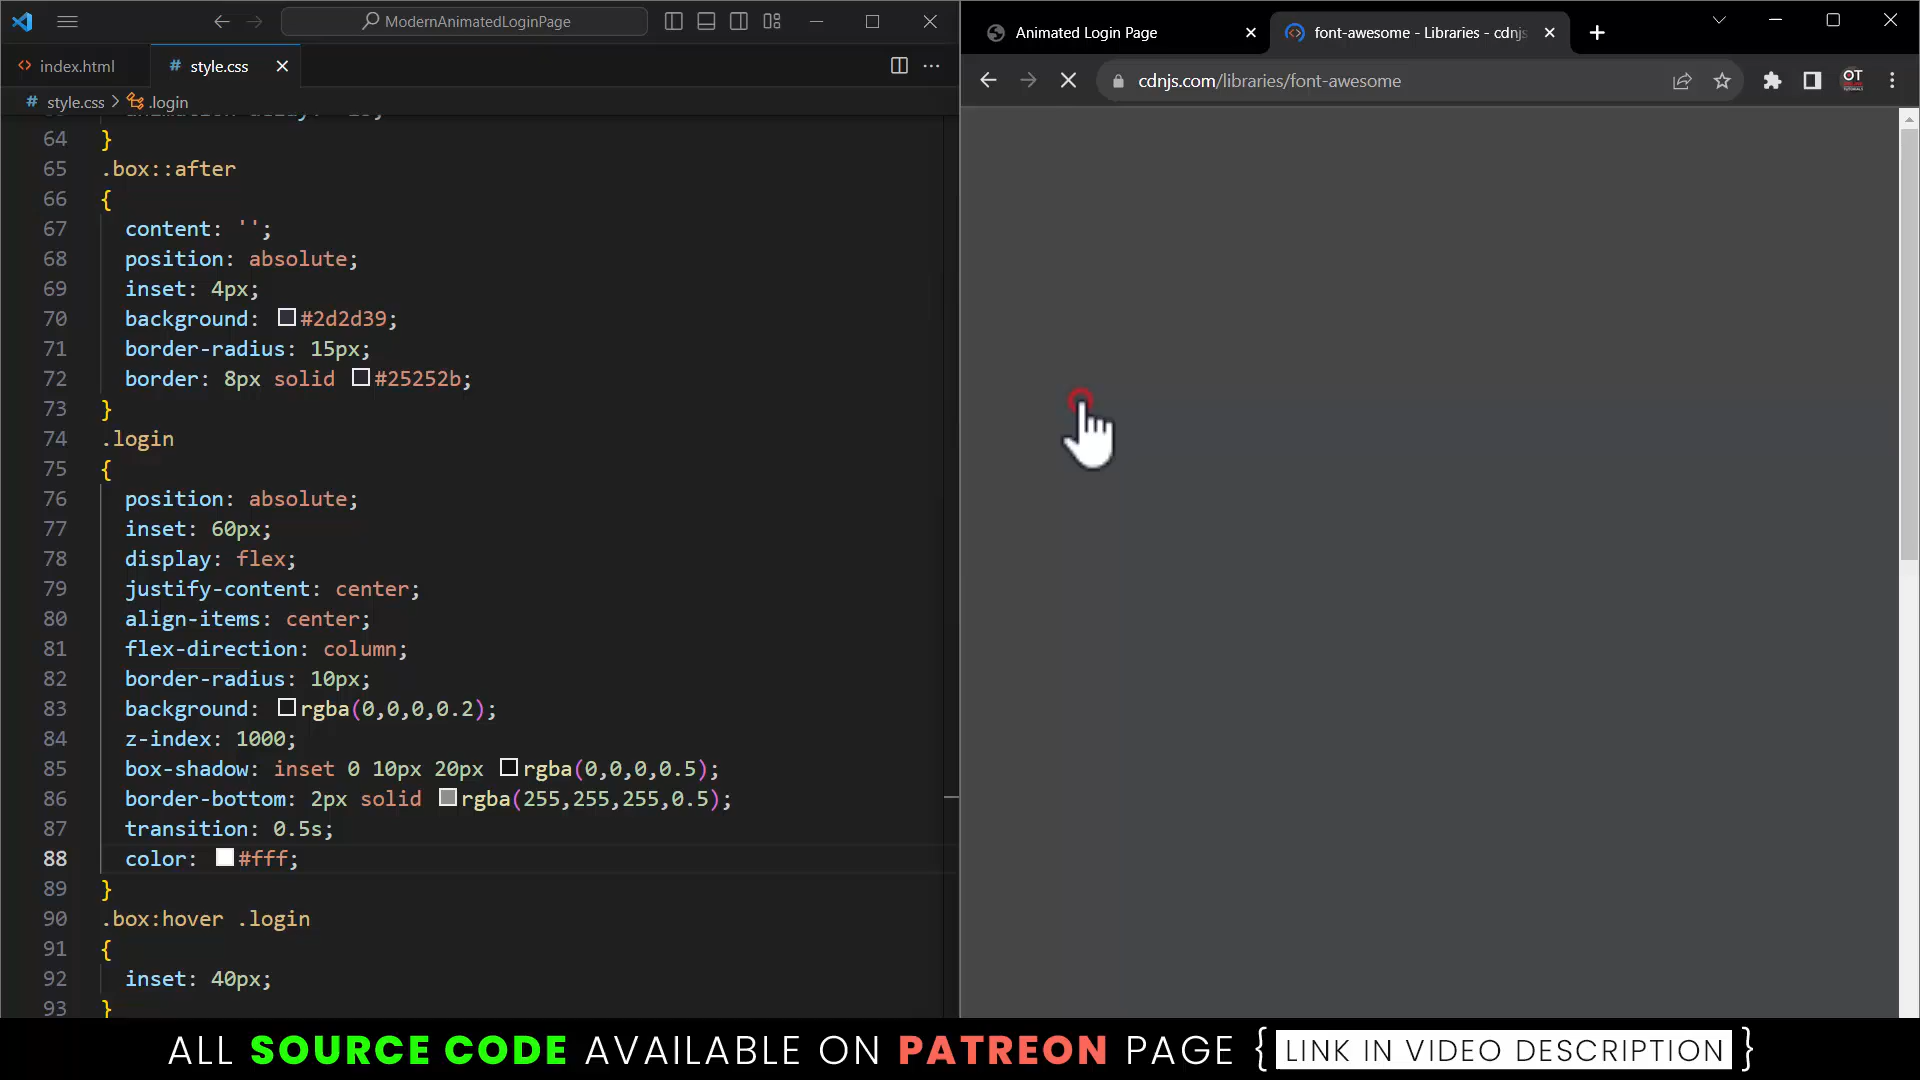 ModernAnimatedLoginPage
index.html
# style.css
# style.css > .login
64 }
65 .box::after
66 {
67 content: '';
68 position: absolute;
69 inset: 4px;
70 background: #2d2d39;
71 border-radius: 15px;
72 border: 8px solid #25252b;
73 }
74 .login
75 {
76 position: absolute;
77 inset: 60px;
78 display: flex;
79 justify-content: center;
80 align-items: center;
81 flex-direction: column;
82 border-radius: 10px;
83 background: rgba(0,0,0,0.2);
84 z-index: 1000;
85 box-shadow: inset 0 10px 20px rgba(0,0,0,0.5);
86 border-bottom: 2px solid rgba(255,255,255,0.5);
87 transition: 0.5s;
88 color: #fff;
89 }
90 .box:hover .login
91 {
92 inset: 40px;
93 }
Animated Login Page
font-awesome - Libraries - cdnjs
cdnjs.com/libraries/font-awesome
OT
ALL SOURCE CODE AVAILABLE ON PATREON PAGE { LINK IN VIDEO DESCRIPTION }